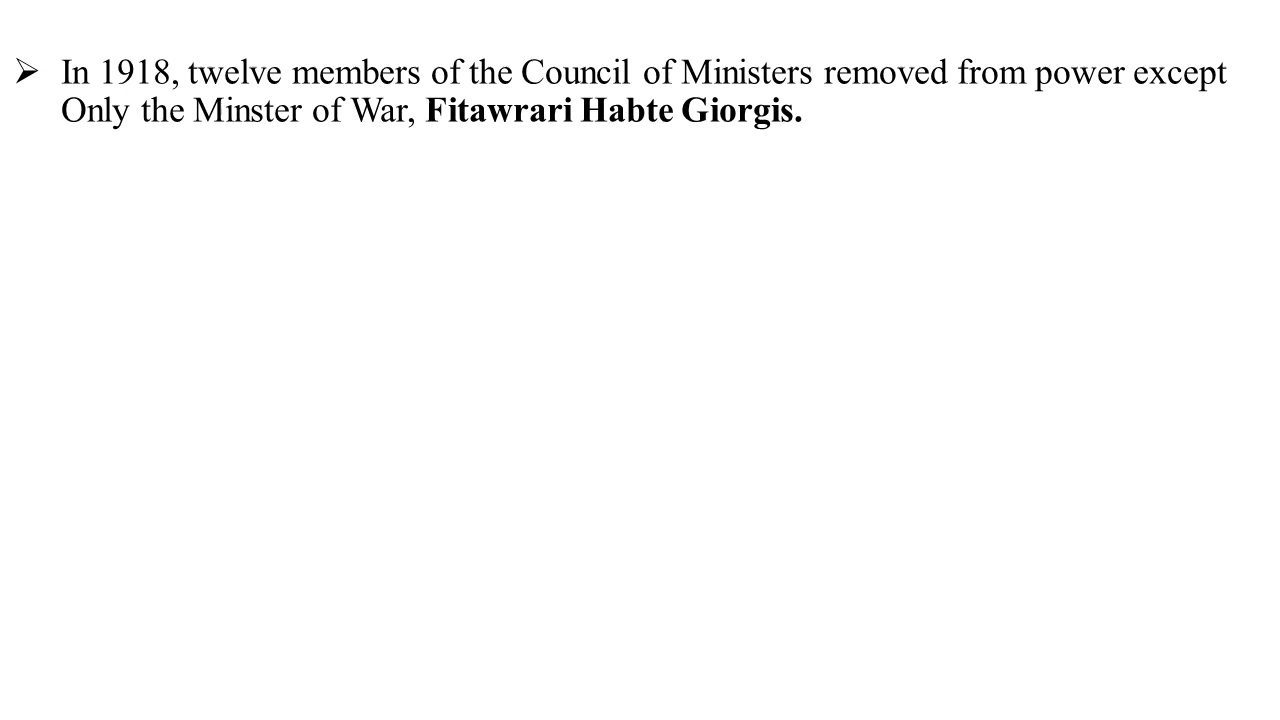 ➢ In 1918, twelve members of the Council of Ministers removed from power except
Only the Minster of War, Fitawrari Habte Giorgis.